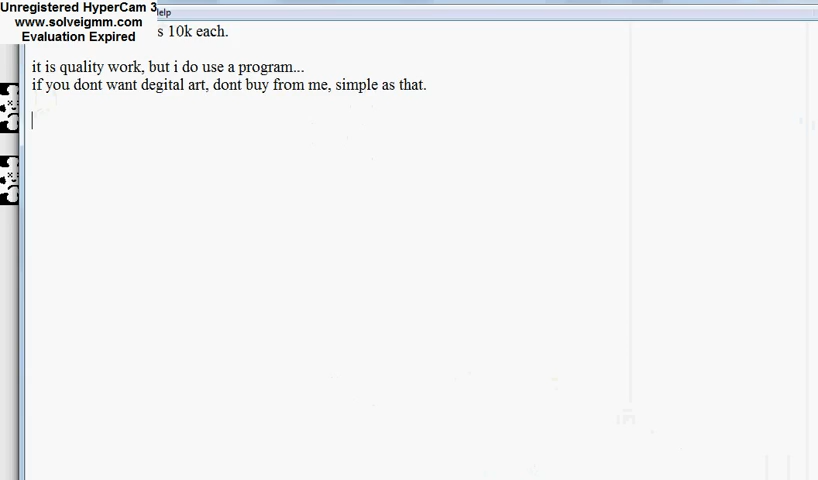 Unregistered HyperCam 3
www.solveigmm.com
Evaluation Expired
elp
s 10k each.
it is quality work, but i do use a program...
if you dont want degital art, dont buy from me, simple as that.